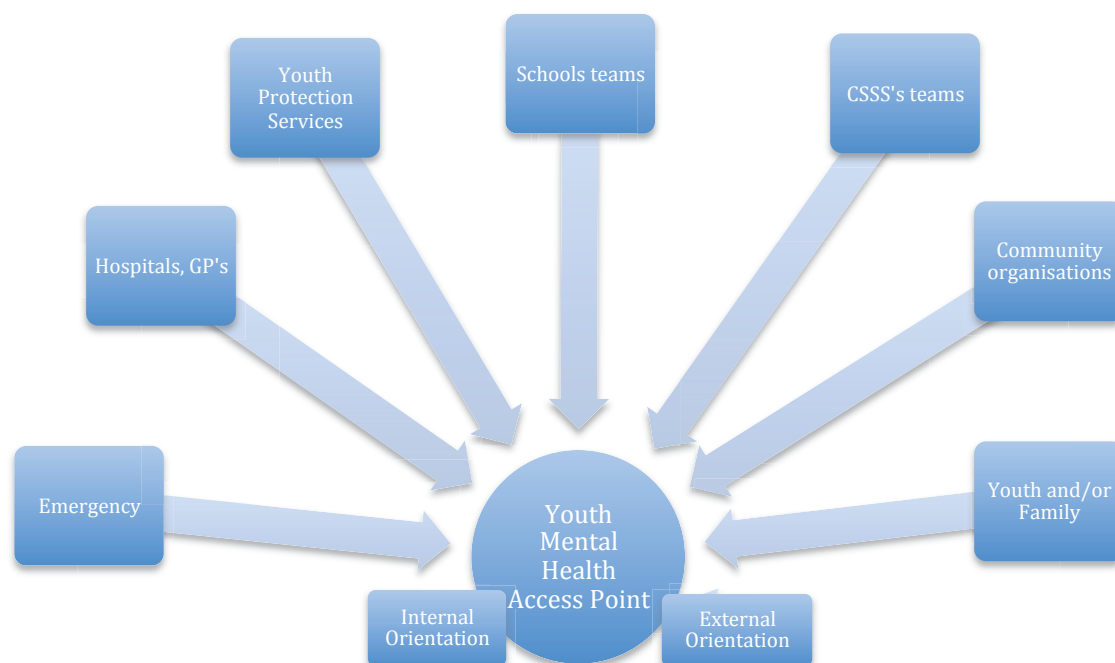 Schools teams
Youth
Protection
Services
CSSS's teams
Hospitals, GP's
Community
organisations
Emergency
Youth and/or
Family
Youth
Mental
Health
Access Point
Internal
Orientation
External
Orientation